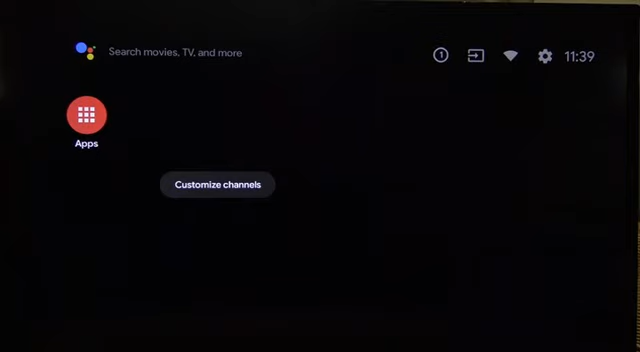 Search movies, TV, and more
1
11:39
Apps
Customize channels